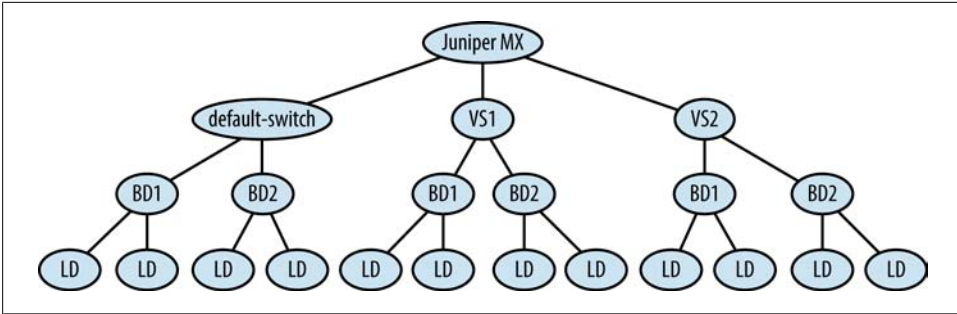 Juniper MX
default-switch VS1 VS2
BD1 BD2 BD1 BD2 BD1 BD2
LD LD LD LD LD LD LD LD LD LD LD LD